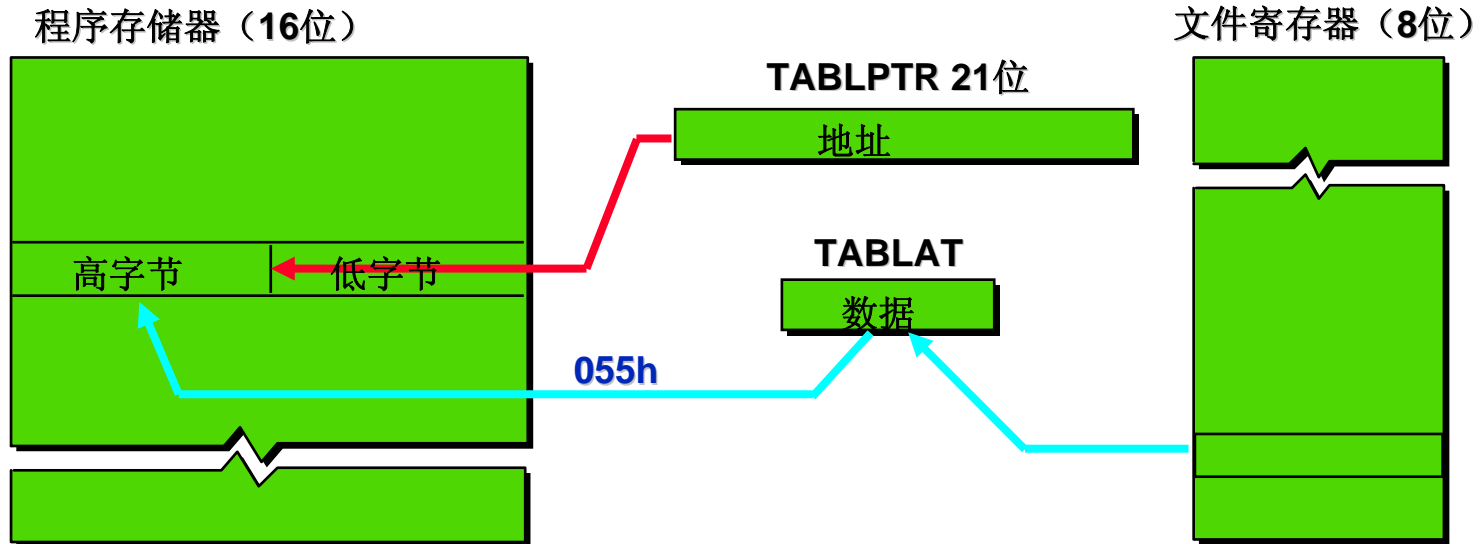 程序存储器（16位）
文件寄存器（8位）
TABLPTR 21位
地址
高字节
低字节
TABLAT
数据
055h